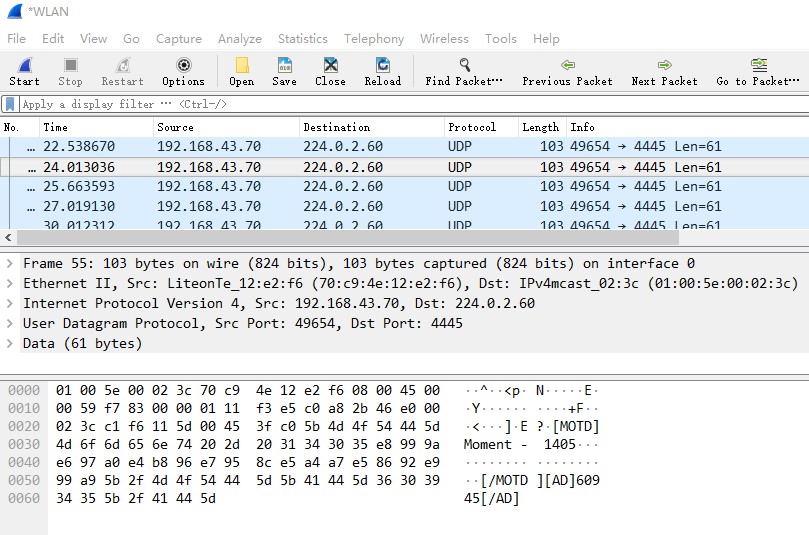 *WLAN
File Edit View Go Capture Analyze Statistics Telephony Wireless Tools Help
Start Stop Restart Options Open Save Close Reload Find Packet··· Previous Packet Next Packet Go to Packet···
Apply a display filter ··· <Ctrl-/>
No. Time Source Destination Protocol Length Info
… 22.538670 192.168.43.70 224.0.2.60 UDP 103 49654 → 4445 Len=61
… 24.013036 192.168.43.70 224.0.2.60 UDP 103 49654 → 4445 Len=61
… 25.663593 192.168.43.70 224.0.2.60 UDP 103 49654 → 4445 Len=61
… 27.019130 192.168.43.70 224.0.2.60 UDP 103 49654 → 4445 Len=61
… 30.012312 192.168.43.70 224.0.2.60 UDP 103 49654 → 4445 Len=61
Frame 55: 103 bytes on wire (824 bits), 103 bytes captured (824 bits) on interface 0
Ethernet II, Src: LiteonTe_12:e2:f6 (70:c9:4e:12:e2:f6), Dst: IPv4mcast_02:3c (01:00:5e:00:02:3c)
Internet Protocol Version 4, Src: 192.168.43.70, Dst: 224.0.2.60
User Datagram Protocol, Src Port: 49654, Dst Port: 4445
Data (61 bytes)
0000 01 00 5e 00 02 3c 70 c9 4e 12 e2 f6 08 00 45 00 ··^··<p· N·····E·
0010 00 59 f7 83 00 00 01 11 f3 e5 c0 a8 2b 46 e0 00 ·Y······ ····+F··
0020 02 3c c1 f6 11 5d 00 45 3f c0 5b 4d 4f 54 44 5d ·<···]·E ?·[MOTD]
0030 4d 6f 6d 65 6e 74 20 2d 20 31 34 30 35 e8 99 9a Moment - 1405···
0040 e6 97 a0 e4 b8 96 e7 95 8c e5 a4 a7 e5 86 92 e9 ········ ········
0050 99 a9 5b 2f 4d 4f 54 44 5d 5b 41 44 5d 36 30 39 ··[/MOTD ][AD]609
0060 34 35 5b 2f 41 44 5d 45[/AD]